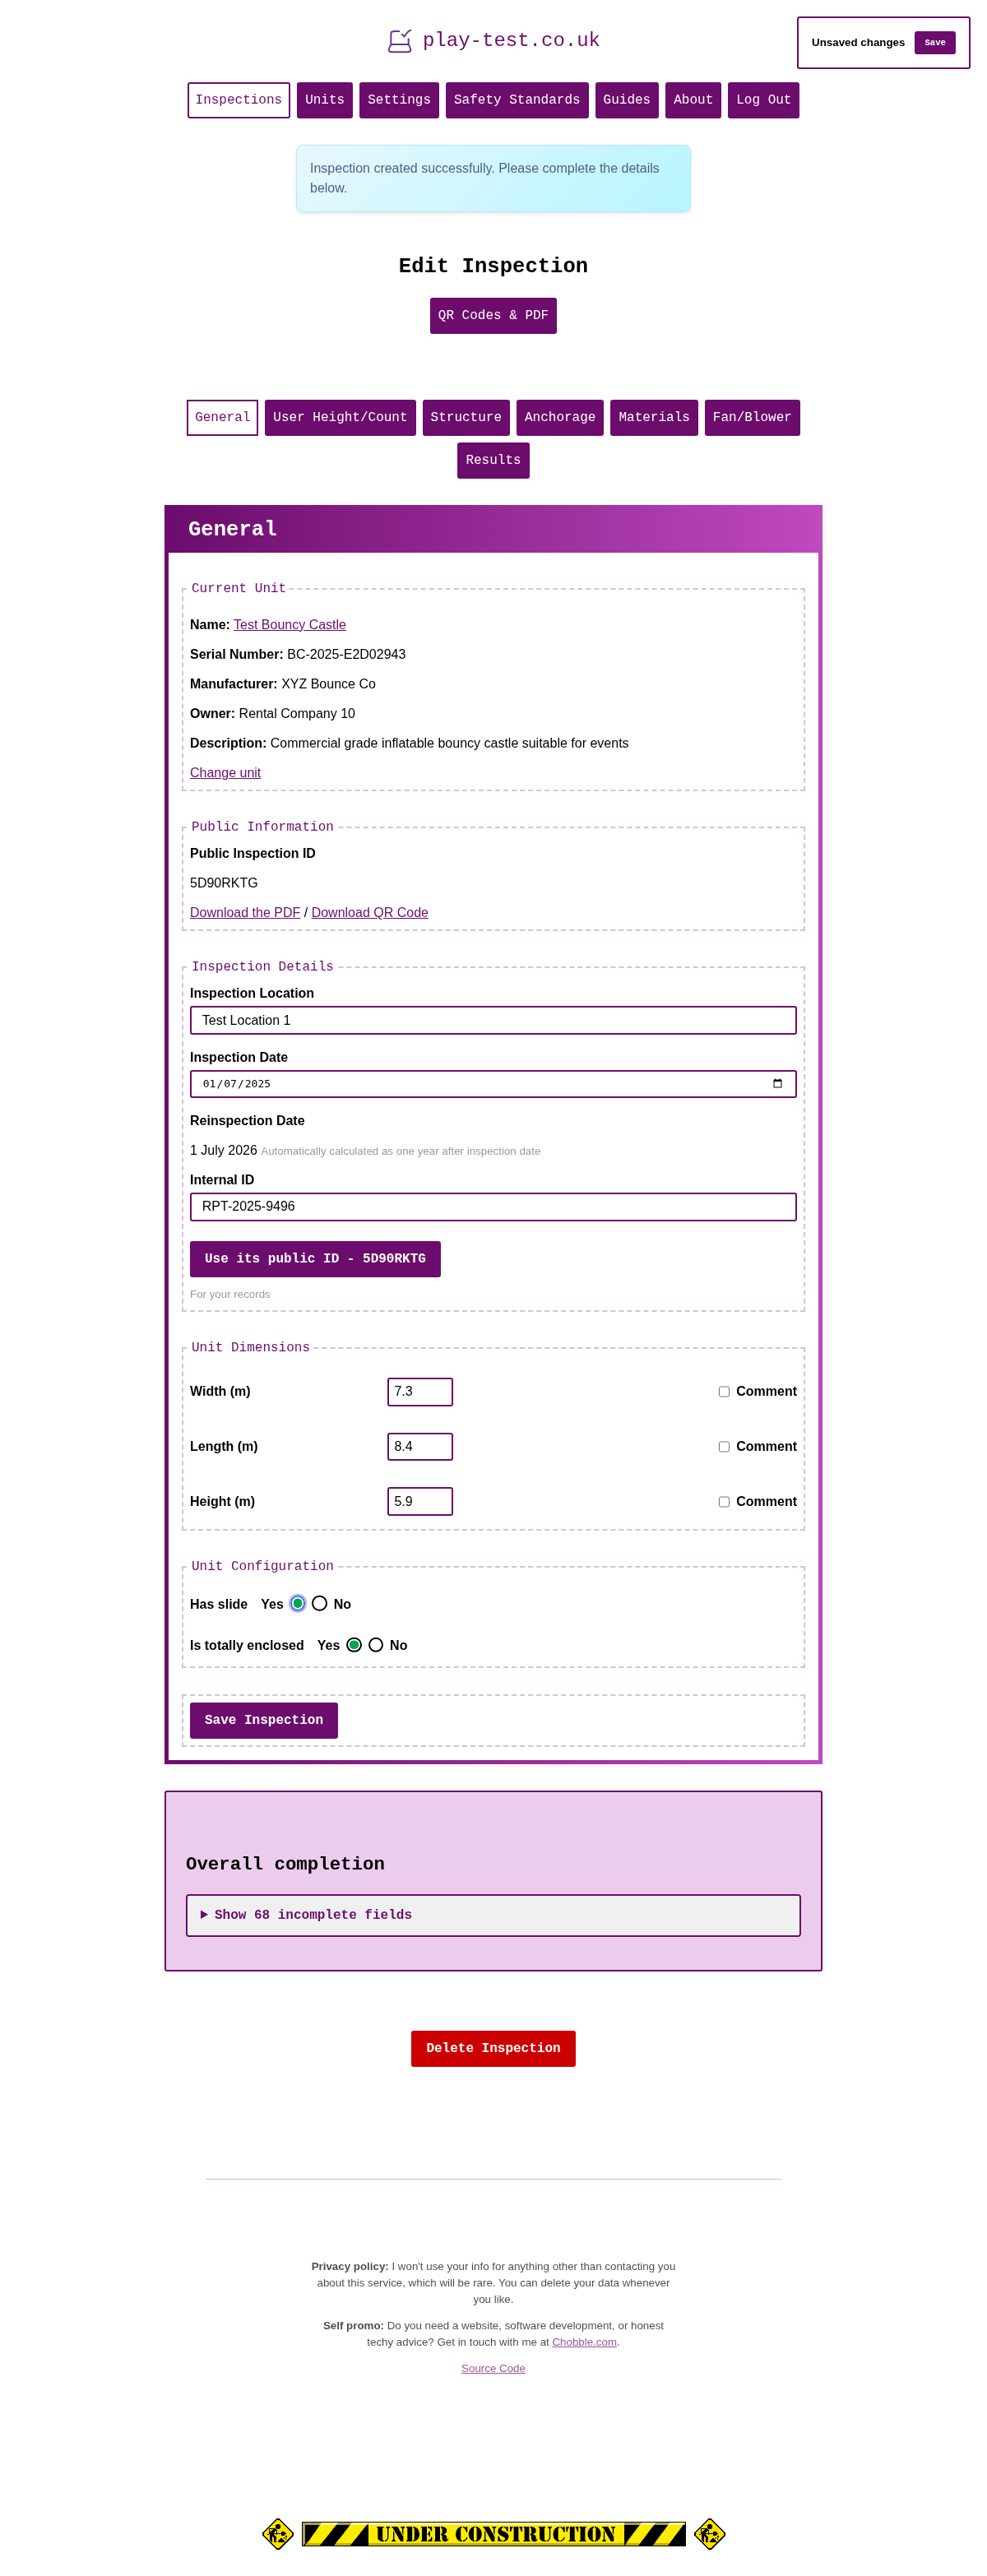 play-test.co.uk
Unsaved changes Save
Inspections Units Settings Safety Standards Guides About Log Out
Inspection created successfully. Please complete the details
below.
Edit Inspection
QR Codes & PDF
General User Height/Count Structure Anchorage Materials Fan/Blower
Results
General
Current Unit
Name: Test Bouncy Castle
Serial Number: BC-2025-E2D02943
Manufacturer: XYZ Bounce Co
Owner: Rental Company 10
Description: Commercial grade inflatable bouncy castle suitable for events
Change unit
Public Information
Public Inspection ID
5D90RKTG
Download the PDF / Download QR Code
Inspection Details
Inspection Location
Test Location 1
Inspection Date
01/07/2025
Reinspection Date
1 July 2026 Automatically calculated as one year after inspection date
Internal ID
RPT-2025-9496
Use its public ID - 5D90RKTG
For your records
Unit Dimensions
Width (m) 7.3 Comment
Length (m) 8.4 Comment
Height (m) 5.9 Comment
Unit Configuration
Has slide Yes No
Is totally enclosed Yes No
Save Inspection
Overall completion
Show 68 incomplete fields
Delete Inspection
Privacy policy: I won't use your info for anything other than contacting you
about this service, which will be rare. You can delete your data whenever
you like.
Self promo: Do you need a website, software development, or honest
techy advice? Get in touch with me at Chobble.com.
Source Code
UNDER CONSTRUCTION